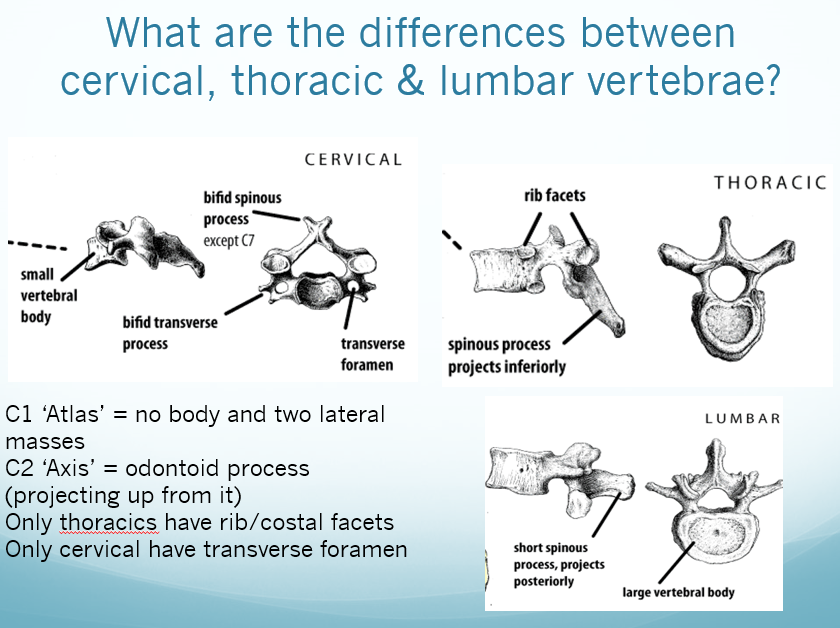 What are the differences between
cervical, thoracic & lumbar vertebrae?
CERVICAL
bifid spinous
process
except C7
small
vertebral
body
bifid transverse
process
transverse
foramen
THORACIC
rib facets
spinous process
projects inferiorly
C1 ‘Atlas’ = no body and two lateral
masses
C2 ‘Axis’ = odontoid process
(projecting up from it)
Only thoracics have rib/costal facets
Only cervical have transverse foramen
LUMBAR
short spinous
process, projects
posteriorly
large vertebral body